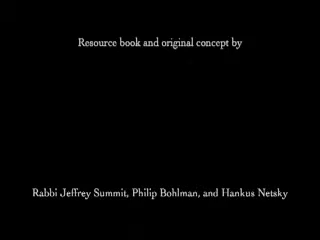 Resource book and original concept by
Rabbi Jeffrey Summit, Philip Bohlman, and Hankus Netsky